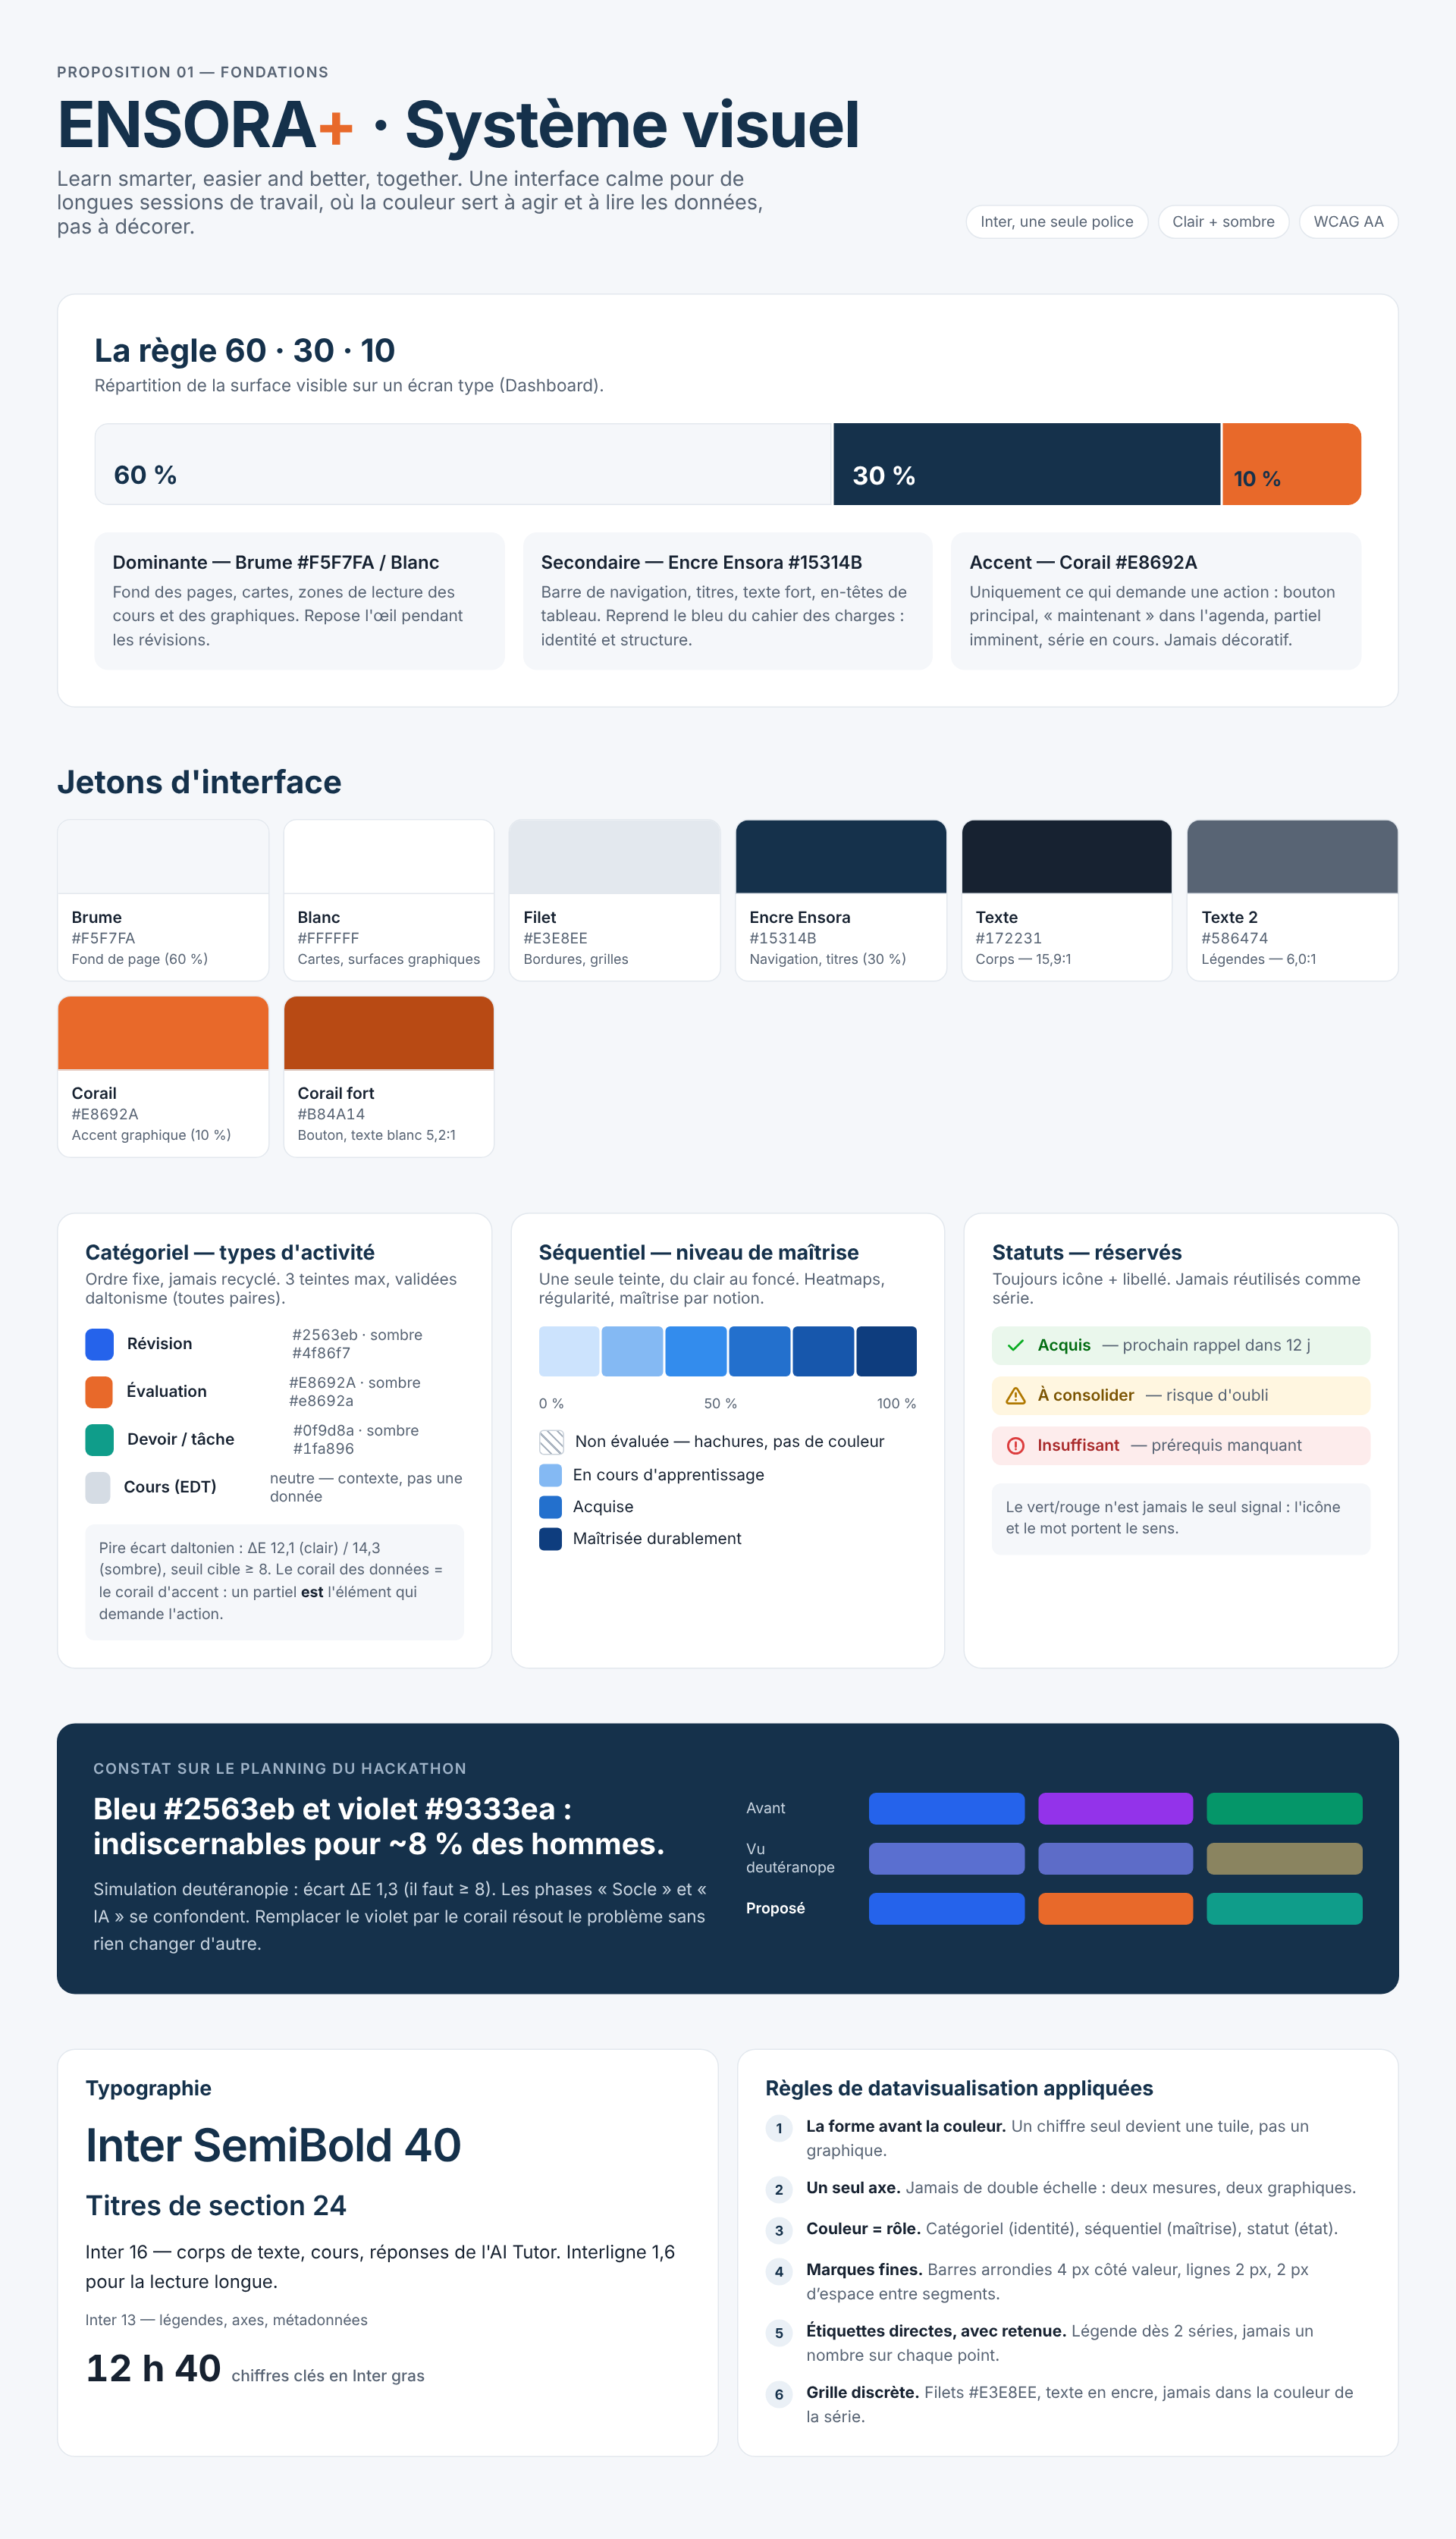 PROPOSITION 01 — FONDATIONS
ENSORA+ · Système visuel
Learn smarter, easier and better, together. Une interface calme pour de
longues sessions de travail, où la couleur sert à agir et à lire les données,
pas à décorer.
Inter, une seule police
Clair + sombre
WCAG AA
La règle 60 · 30 · 10
Répartition de la surface visible sur un écran type (Dashboard).
60 %
30 %
10 %
Dominante — Brume #F5F7FA / Blanc
Fond des pages, cartes, zones de lecture des
cours et des graphiques. Repose l'œil pendant
les révisions.
Secondaire — Encre Ensora #15314B
Barre de navigation, titres, texte fort, en-têtes de
tableau. Reprend le bleu du cahier des charges :
identité et structure.
Accent — Corail #E8692A
Uniquement ce qui demande une action : bouton
principal, « maintenant » dans l'agenda, partiel
imminent, série en cours. Jamais décoratif.
Jetons d'interface
Brume
#F5F7FA
Fond de page (60 %)
Blanc
#FFFFFF
Cartes, surfaces graphiques
Filet
#E3E8EE
Bordures, grilles
Encre Ensora
#15314B
Navigation, titres (30 %)
Texte
#172231
Corps — 15,9:1
Texte 2
#586474
Légendes — 6,0:1
Corail
#E8692A
Accent graphique (10 %)
Corail fort
#B84A14
Bouton, texte blanc 5,2:1
Catégoriel — types d'activité
Ordre fixe, jamais recyclé. 3 teintes max, validées
daltonisme (toutes paires).
Révision
#2563eb · sombre
#4f86f7
Évaluation
#E8692A · sombre
#e8692a
Devoir / tâche
#0f9d8a · sombre
#1fa896
Cours (EDT)
neutre — contexte, pas une
donnée
Pire écart daltonien : ΔE 12,1 (clair) / 14,3
(sombre), seuil cible ≥ 8. Le corail des données =
le corail d'accent : un partiel est l'élément qui
demande l'action.
Séquentiel — niveau de maîtrise
Une seule teinte, du clair au foncé. Heatmaps,
régularité, maîtrise par notion.
0 %
50 %
100 %
Non évaluée — hachures, pas de couleur
En cours d'apprentissage
Acquise
Maîtrisée durablement
Statuts — réservés
Toujours icône + libellé. Jamais réutilisés comme
série.
Acquis — prochain rappel dans 12 j
À consolider — risque d'oubli
Insuffisant — prérequis manquant
Le vert/rouge n'est jamais le seul signal : l'icône
et le mot portent le sens.
CONSTAT SUR LE PLANNING DU HACKATHON
Bleu #2563eb et violet #9333ea :
indiscernables pour ~8 % des hommes.
Simulation deutéranopie : écart ΔE 1,3 (il faut ≥ 8). Les phases « Socle » et «
IA » se confondent. Remplacer le violet par le corail résout le problème sans
rien changer d'autre.
Avant
Vu
deutéranope
Proposé
Typographie
Inter SemiBold 40
Titres de section 24
Inter 16 — corps de texte, cours, réponses de l'AI Tutor. Interligne 1,6
pour la lecture longue.
Inter 13 — légendes, axes, métadonnées
12 h 40 chiffres clés en Inter gras
Règles de datavisualisation appliquées
1 La forme avant la couleur. Un chiffre seul devient une tuile, pas un
graphique.
2 Un seul axe. Jamais de double échelle : deux mesures, deux graphiques.
3 Couleur = rôle. Catégoriel (identité), séquentiel (maîtrise), statut (état).
4 Marques fines. Barres arrondies 4 px côté valeur, lignes 2 px, 2 px
d'espace entre segments.
5 Étiquettes directes, avec retenue. Légende dès 2 séries, jamais un
nombre sur chaque point.
6 Grille discrète. Filets #E3E8EE, texte en encre, jamais dans la couleur de
la série.